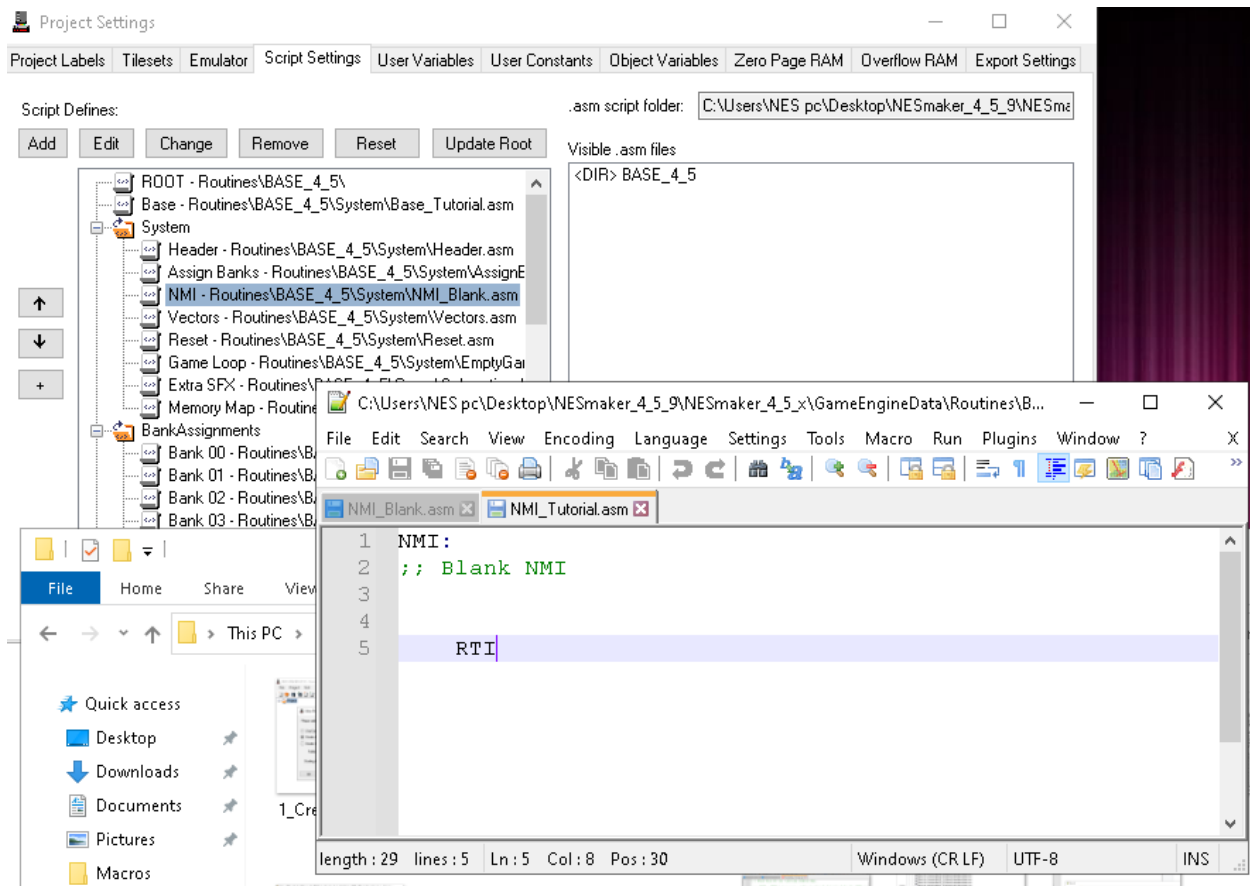 Project Settings
Project Labels Tilesets Emulator Script Settings User Variables User Constants Object Variables Zero Page RAM Overflow RAM Export Settings
Script Defines:
.asm script folder: C:\Users\NES pc\Desktop\NESmaker_4_5_9\NESma
Add Edit Change Remove Reset Update Root
Visible .asm files
<DIR> BASE_4_5
ROOT - Routines\BASE_4_5\
Base - Routines\BASE_4_5\System\Base_Tutorial.asm
System
Header - Routines\BASE_4_5\System\Header.asm
Assign Banks - Routines\BASE_4_5\System\AssignE
NMI - Routines\BASE_4_5\System\NMI_Blank.asm
Vectors - Routines\BASE_4_5\System\Vectors.asm
Reset - Routines\BASE_4_5\System\Reset.asm
Game Loop - Routines\BASE_4_5\System\EmptyGa
Extra SFX - Routines\
Memory Map - Routine
BankAssignments
Bank 00 - Routines\B
Bank 01 - Routines\B
Bank 02 - Routines\B
Bank 03 - Routines\B
+
C:\Users\NES pc\Desktop\NESmaker_4_5_9\NESmaker_4_5_x\GameEngineData\Routines\B...
File Edit Search View Encoding Language Settings Tools Macro Run Plugins Window ? X
NMI_Blank.asm NMI_Tutorial.asm
1 NMI:
2 ;; Blank NMI
3
4
5 RTI
length : 29 lines : 5 Ln : 5 Col : 8 Pos : 30 Windows (CR LF) UTF-8 INS
File Home Share View
This PC
Quick access
Desktop
Downloads
Documents
Pictures
Macros
1_Cre